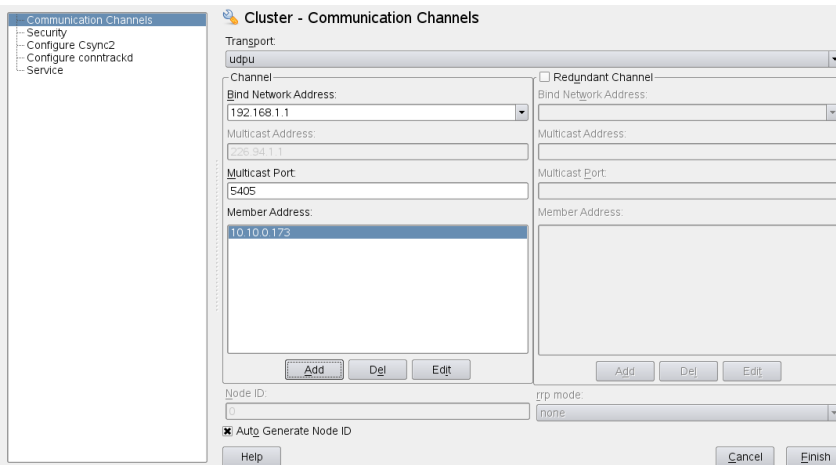 Communication Channels
Security
Configure Csync2
Configure conntrackd
Service
Cluster - Communication Channels
Transport:
udpu
Channel
Bind Network Address:
192.168.1.1
Multicast Address:
226.94.1.1
Multicast Port:
5405
Member Address:
10.10.0.173
Add Del Edit
Redundant Channel
Bind Network Address:
Multicast Address:
Multicast Port:
Member Address:
Add Del Edit
Node ID:
0
rrp mode:
none
Auto Generate Node ID
Help Cancel Finish